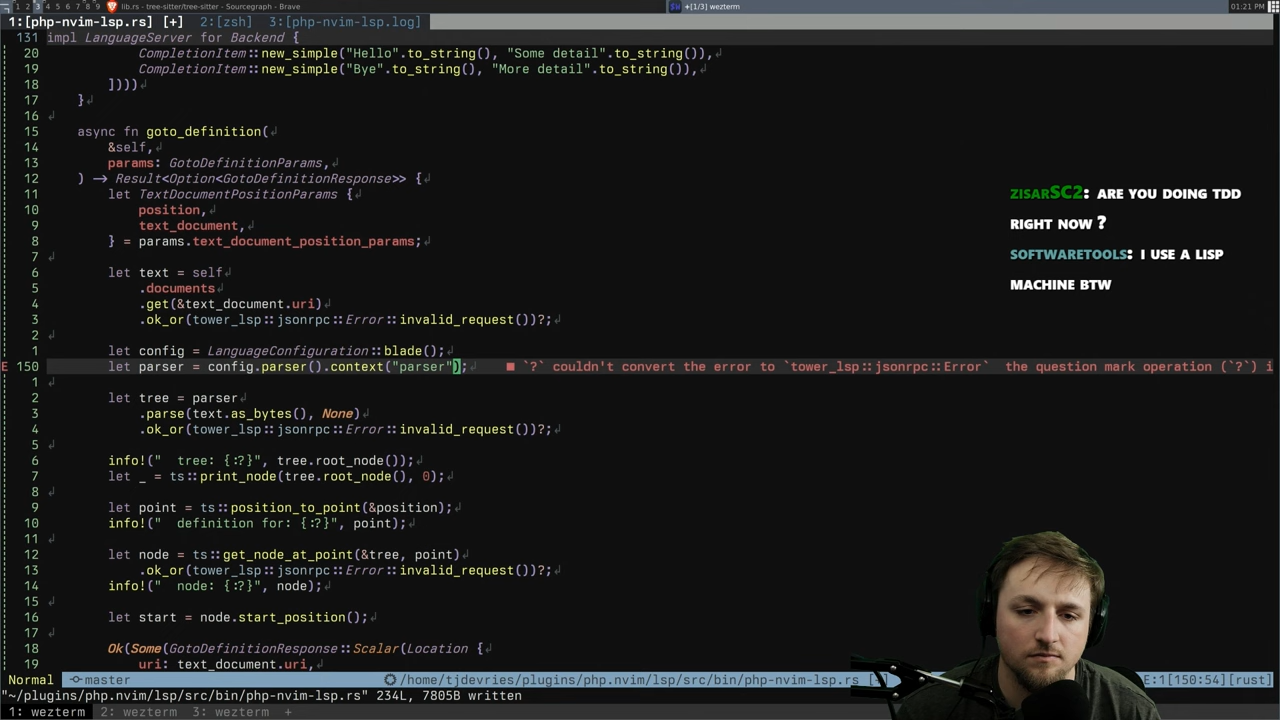 1 2 3 4 5 6 7 8 9 lib.rs - tree-sitter/tree-sitter - Sourcegraph - Brave
+[1/3] wezterm
01:21 PM
1:[php-nvim-lsp.rs] [+] 2:[zsh] 3:[php-nvim-lsp.log]
131 impl LanguageServer for Backend {
20 CompletionItem::new_simple("Hello".to_string(), "Some detail".to_string()),↲
19 CompletionItem::new_simple("Bye".to_string(), "More detail".to_string()),↲
18 ])))↲
17 }↲
16 ↲
15 async fn goto_definition(↲
14 &self,↲
13 params: GotoDefinitionParams,↲
12 ) -> Result<Option<GotoDefinitionResponse>> {↲
11 let TextDocumentPositionParams {↲
10 position,↲
9 text_document,↲
8 } = params.text_document_position_params;↲
7 ↲
6 let text = self↲
5 .documents↲
4 .get(&text_document.uri)↲
3 .ok_or(tower_lsp::jsonrpc::Error::invalid_request())?;↲
2 ↲
1 let config = LanguageConfiguration::blade();↲
E 150 let parser = config.parser().context("parser");↲ ■ `?` couldn't convert the error to `tower_lsp::jsonrpc::Error` the question mark operation (`?`) i
1 ↲
2 let tree = parser↲
3 .parse(text.as_bytes(), None)↲
4 .ok_or(tower_lsp::jsonrpc::Error::invalid_request())?;↲
5 ↲
6 info!("  tree: {:?}", tree.root_node());↲
7 let _ = ts::print_node(tree.root_node(), 0);↲
8 ↲
9 let point = ts::position_to_point(&position);↲
10 info!("  definition for: {:?}", point);↲
11 ↲
12 let node = ts::get_node_at_point(&tree, point)↲
13 .ok_or(tower_lsp::jsonrpc::Error::invalid_request())?;↲
14 info!("  node: {:?}", node);↲
15 ↲
16 let start = node.start_position();↲
17 ↲
18 Ok(Some(GotoDefinitionResponse::Scalar(Location {↲
19 uri: text_document.uri,↲
ZISARSC2: ARE YOU DOING TDD
RIGHT NOW ?
SOFTWARETOOLS: I USE A LISP
MACHINE BTW
Normal master /home/tjdevries/plugins/php.nvim/lsp/src/bin/php-nvim-lsp.rs E:1[150:54][rust]
"~/plugins/php.nvim/lsp/src/bin/php-nvim-lsp.rs" 234L, 7805B written
1: wezterm 2: wezterm 3: wezterm +